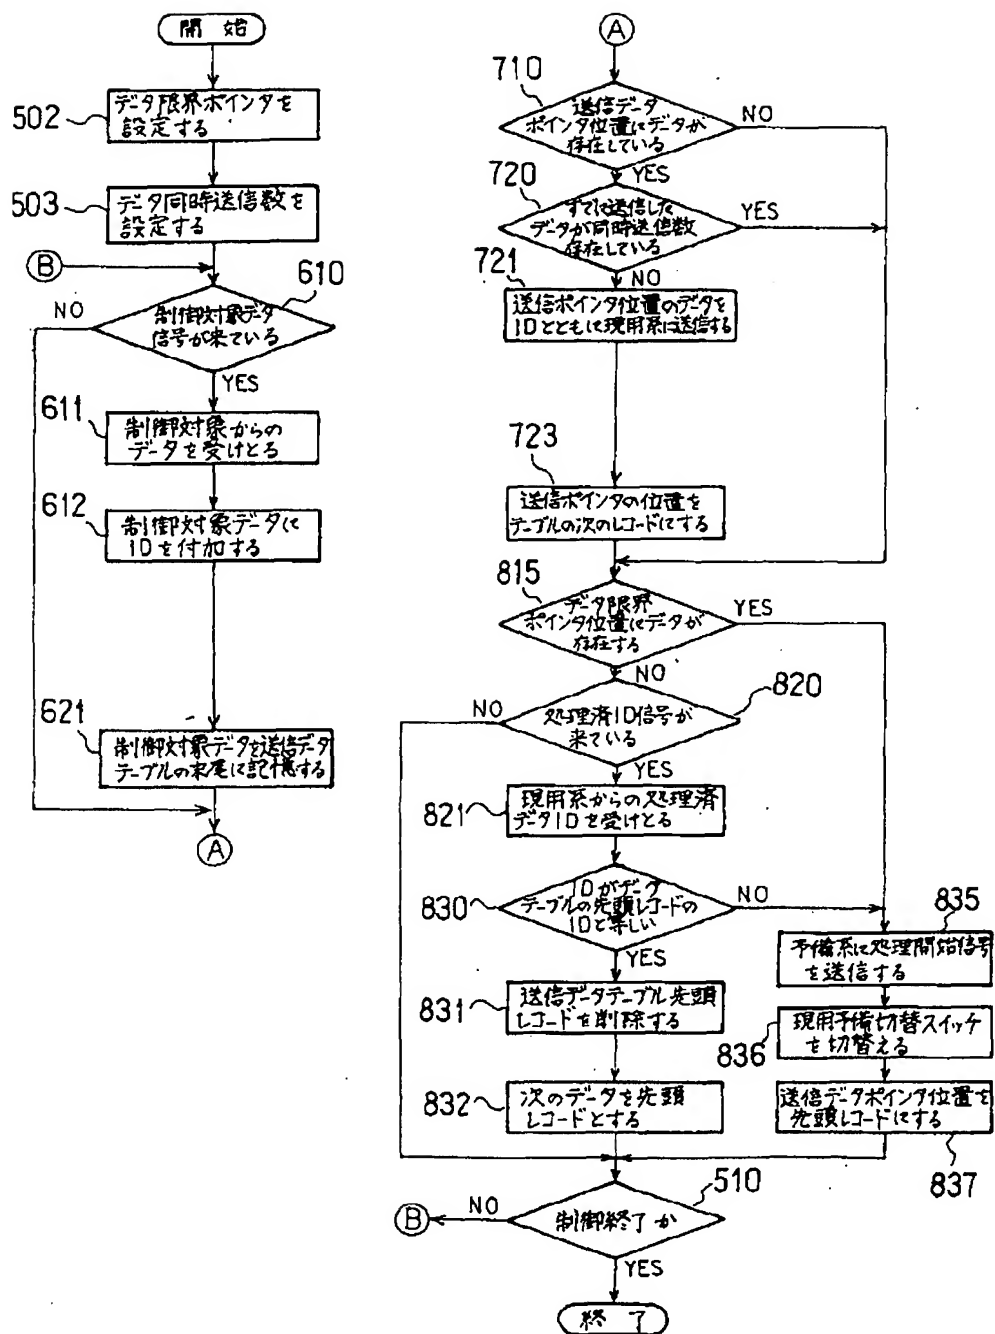 開始
502
データ限界ポインタを
設定する
503
データ同時送信数を
設定する
B
610
NO
制御対象データ
信号が来ている
YES
611
制御対象からの
データを受けとる
612
制御対象データに
IDを付加する
621
制御対象データを送信データ
テーブルの末尾に記憶する
A
A
710
送信データ
ポインタ位置にデータが
存在している
NO
YES
720
すでに送信した
データが同時送信数
存在している
YES
NO
721
送信ポインタ位置のデータを
IDとともに現用系に送信する
723
送信ポインタの位置を
テーブルの次のレコードにする
815
データ限界
ポインタ位置にデータが
存在する
YES
NO
820
NO
処理済ID信号が
来ている
YES
821
現用系からの処理済
データIDを受けとる
830
IDがデータ
テーブルの先頭レコードの
IDと等しい
NO
YES
835
予備系に処理開始信号
を送信する
831
送信データテーブル先頭
レコードを削除する
836
現用予備切替スイッチ
を切替える
832
次のデータを先頭
レコードとする
送信データポインタ位置を
先頭レコードにする
837
510
B
NO
制御終了か
YES
終了